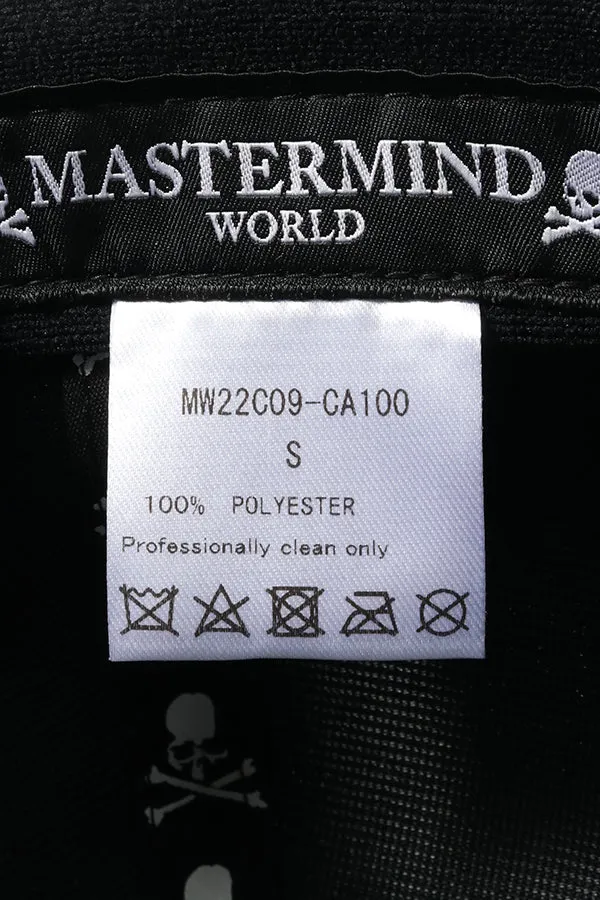 MASTERMIND
WORLD
MW22C09-CA100
S
100% POLYESTER
Professionally clean only